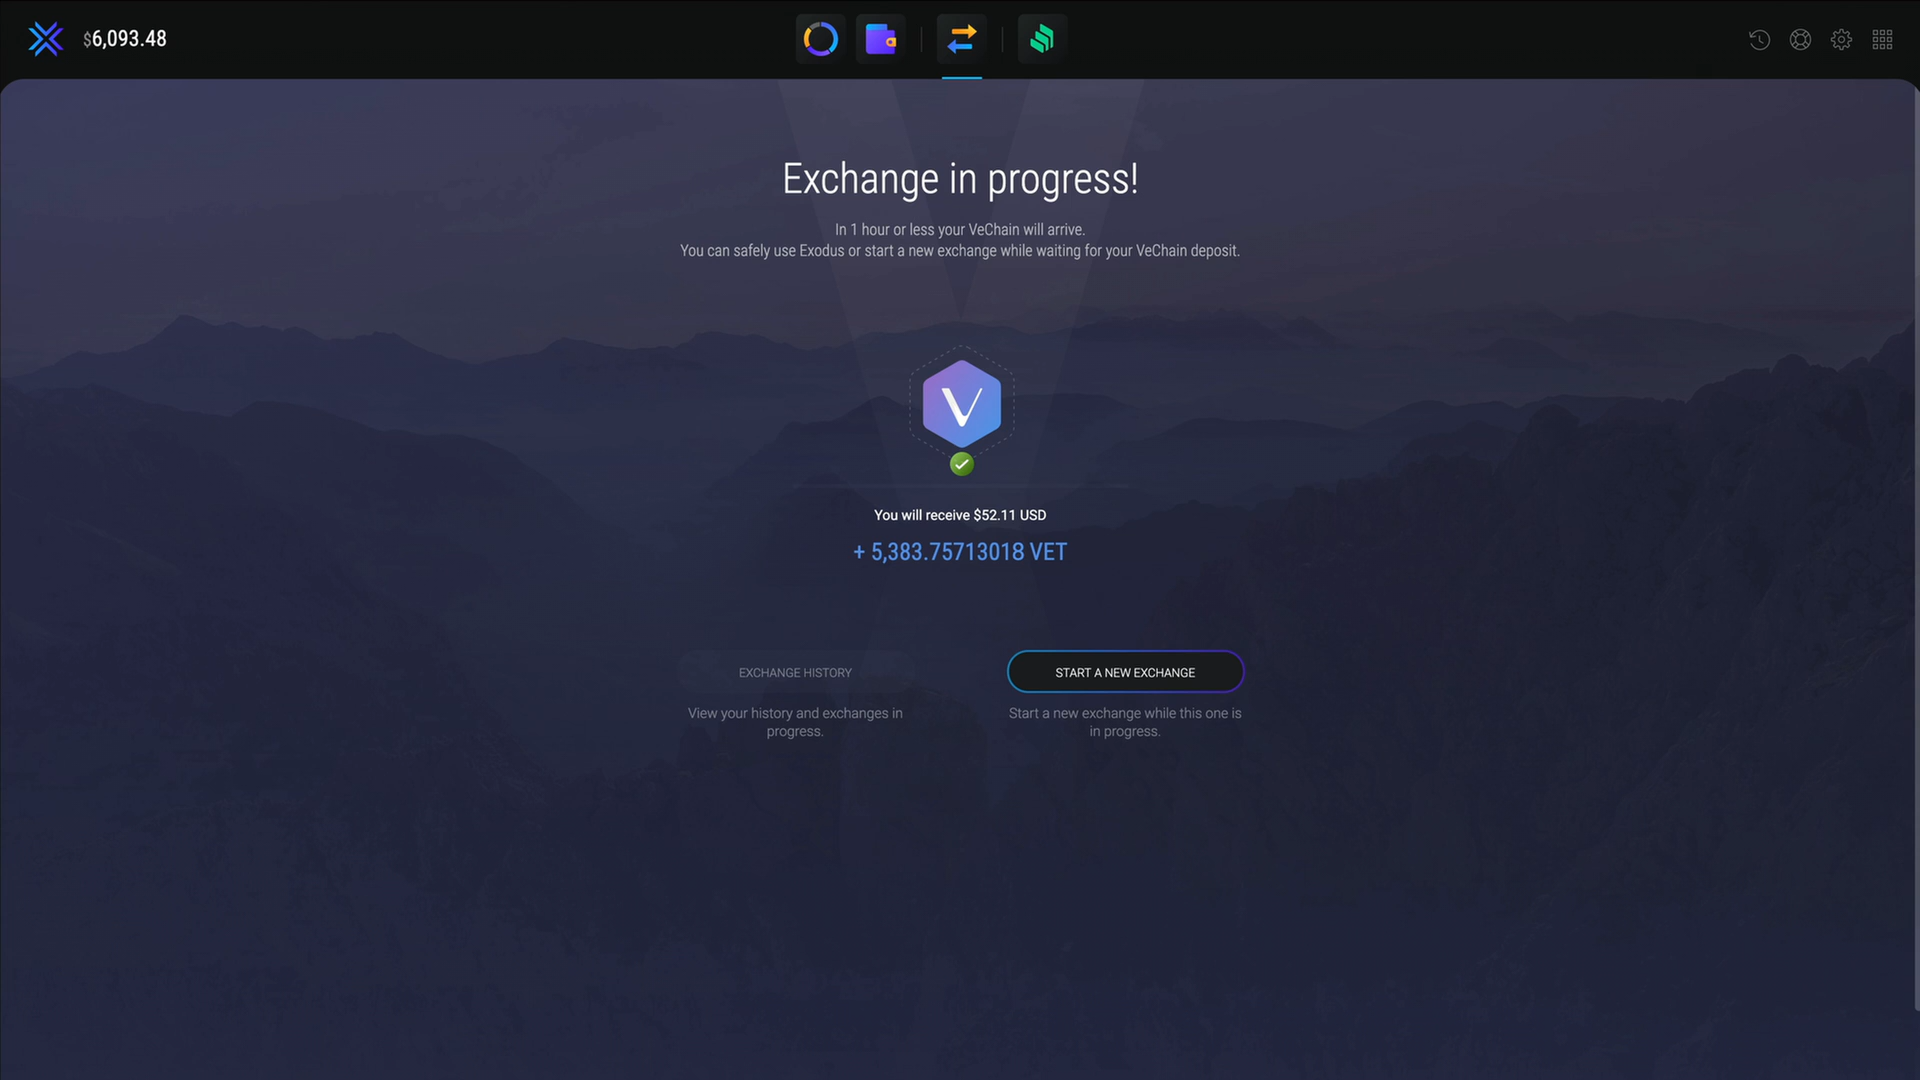 $6,093.48
Exchange in progress!
In 1 hour or less your VeChain will arrive.
You can safely use Exodus or start a new exchange while waiting for your VeChain deposit.
You will receive $52.11 USD
+ 5,383.75713018 VET
EXCHANGE HISTORY
View your history and exchanges in
progress.
START A NEW EXCHANGE
Start a new exchange while this one is
in progress.